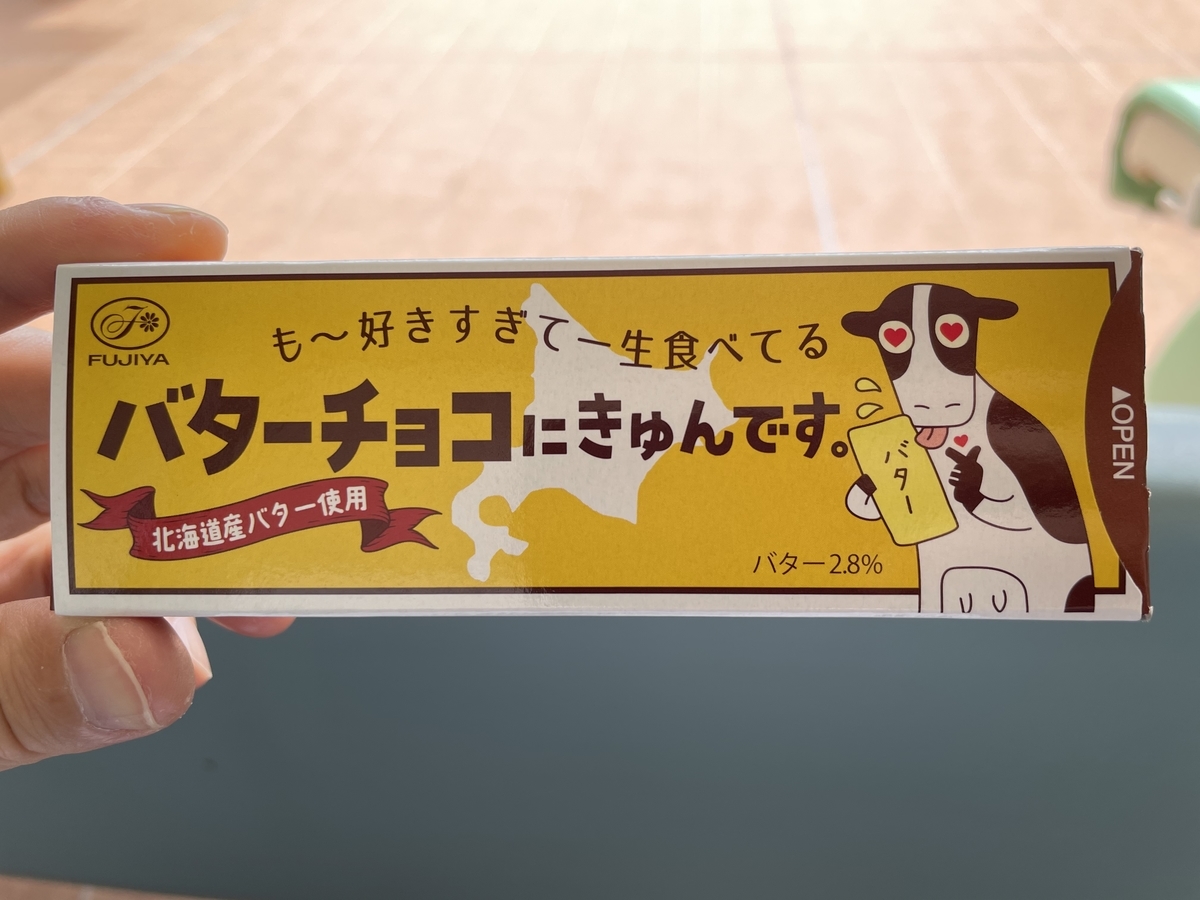 FUJIYA
も〜好きすぎて一生食べてる
バターチョコにきゅんです。
北海道産バター使用
バター
バター2.8%
▲OPEN